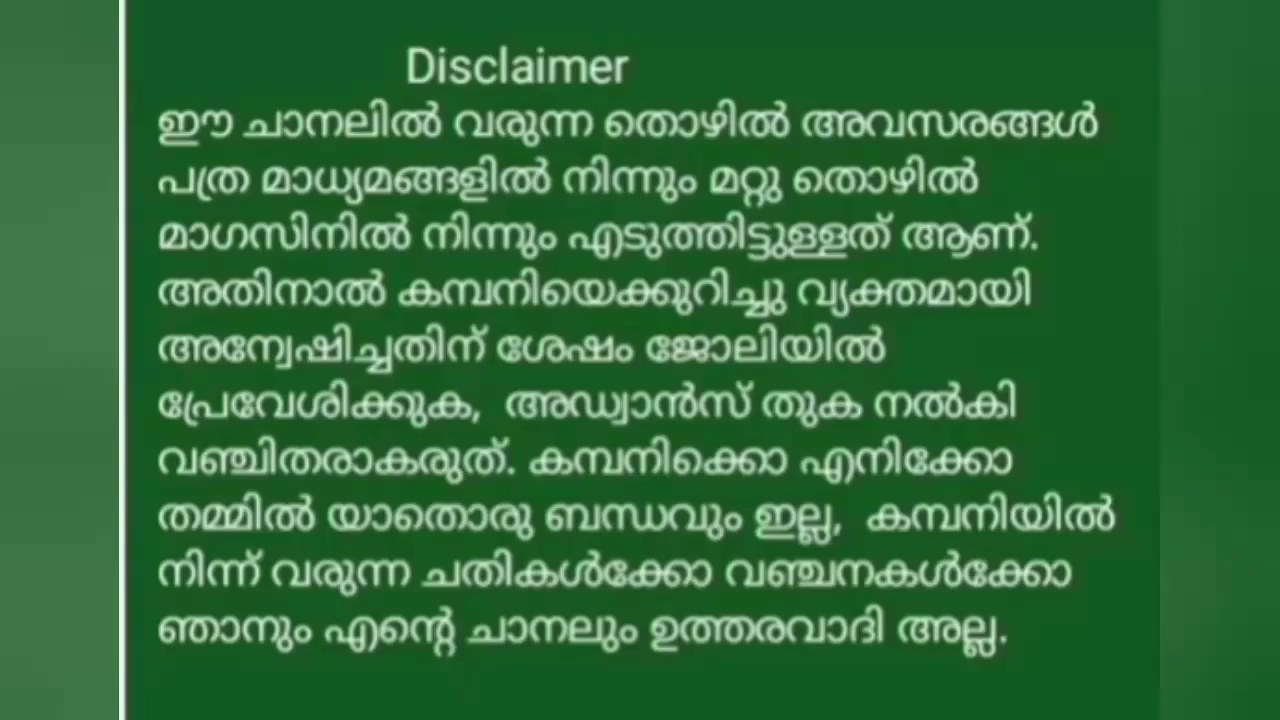 Disclaimer
ഈ ചാനലിൽ വരുന്ന തൊഴിൽ അവസരങ്ങൾ
പത്ര മാധ്യമങ്ങളിൽ നിന്നും മറ്റു തൊഴിൽ
മാഗസിനിൽ നിന്നും എടുത്തിട്ടുള്ളത് ആണ്.
അതിനാൽ കമ്പനിയെക്കുറിച്ചു വ്യക്തമായി
അന്വേഷിച്ചതിന് ശേഷം ജോലിയിൽ
പ്രേവേശിക്കുക, അഡ്വാൻസ് തുക നൽകി
വഞ്ചിതരാകരുത്. കമ്പനിക്കൊ എനിക്കോ
തമ്മിൽ യാതൊരു ബന്ധവും ഇല്ല, കമ്പനിയിൽ
നിന്ന് വരുന്ന ചതികൾക്കോ വഞ്ചനകൾക്കോ
ഞാനും എന്റെ ചാനലും ഉത്തരവാദി അല്ല.